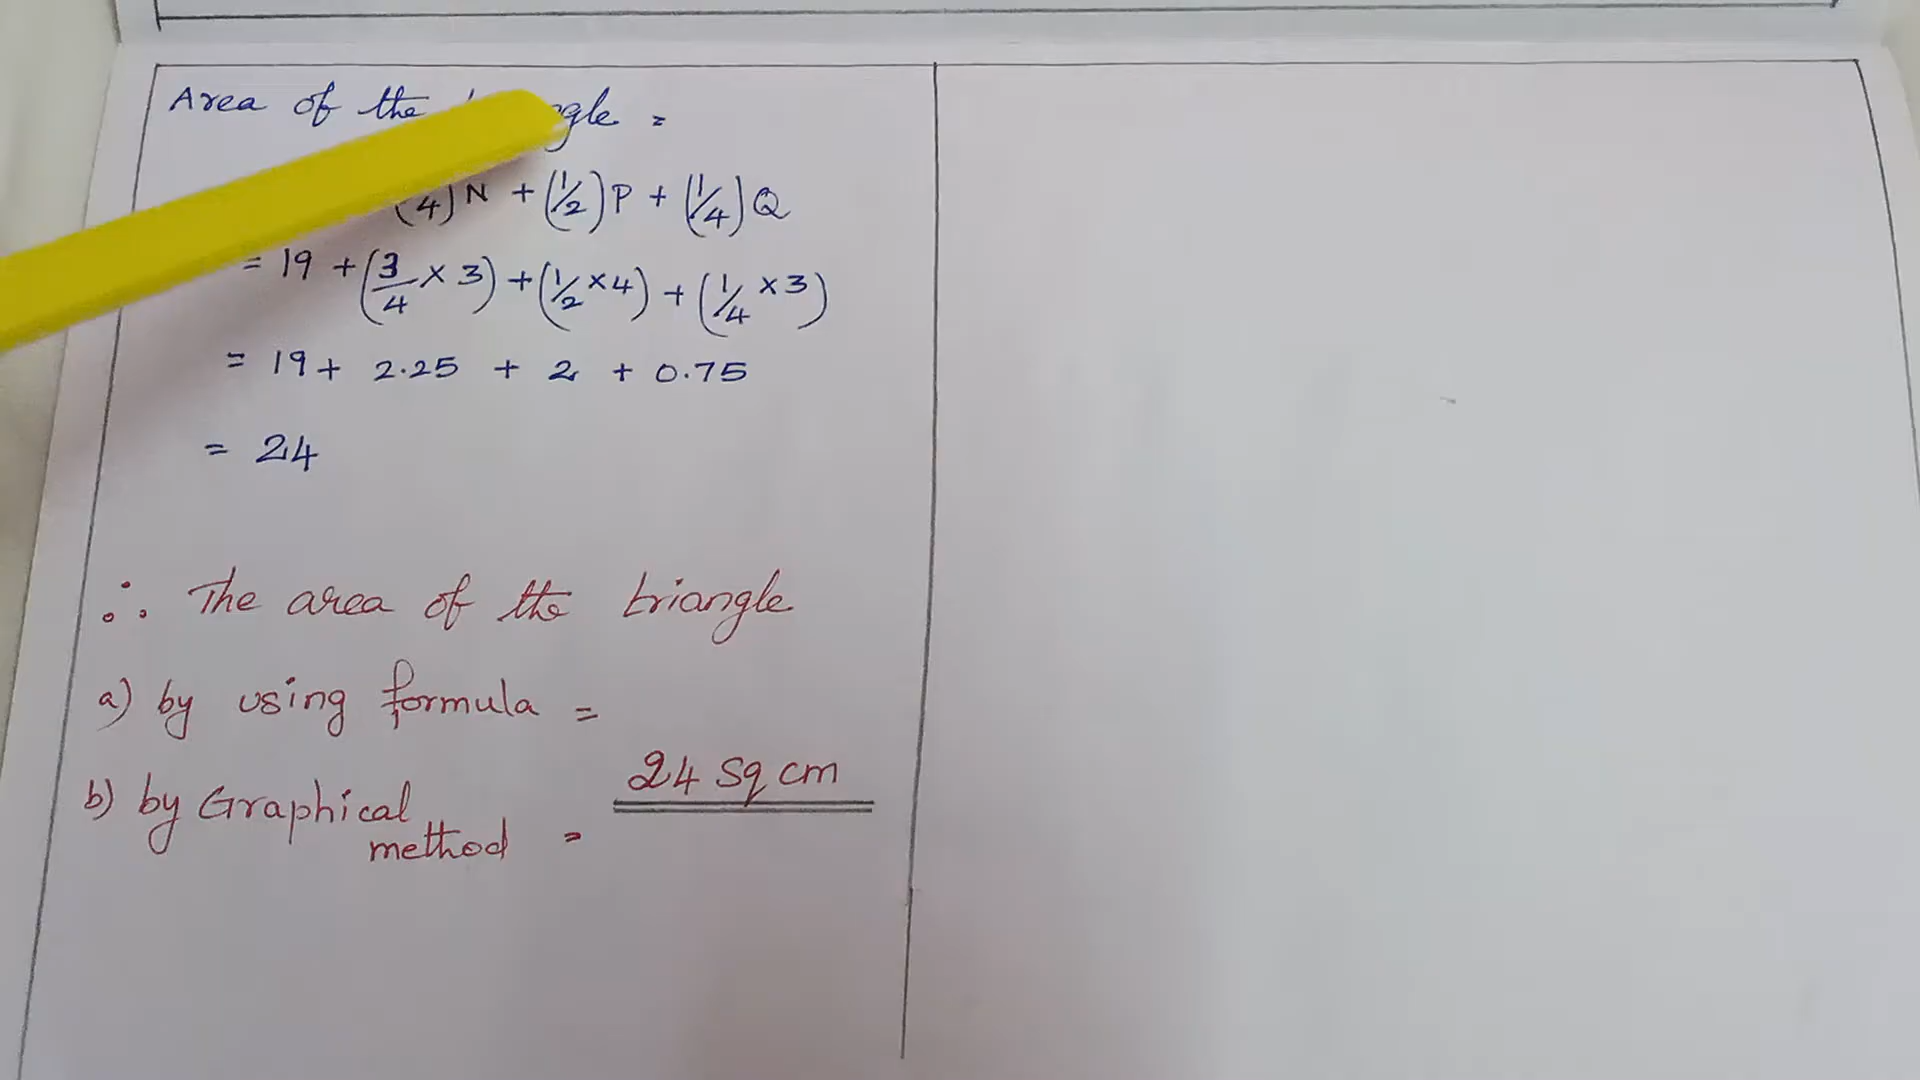 Area of the =
4) N + (1/2) P + (1/4) Q
= 19 + (3/4 × 3) + (1/2 × 4) + (1/4 × 3)
= 19 + 2.25 + 2 + 0.75
= 24
∴ The area of the triangle
a) by using formula =
24 sq cm
b) by Graphical
method =